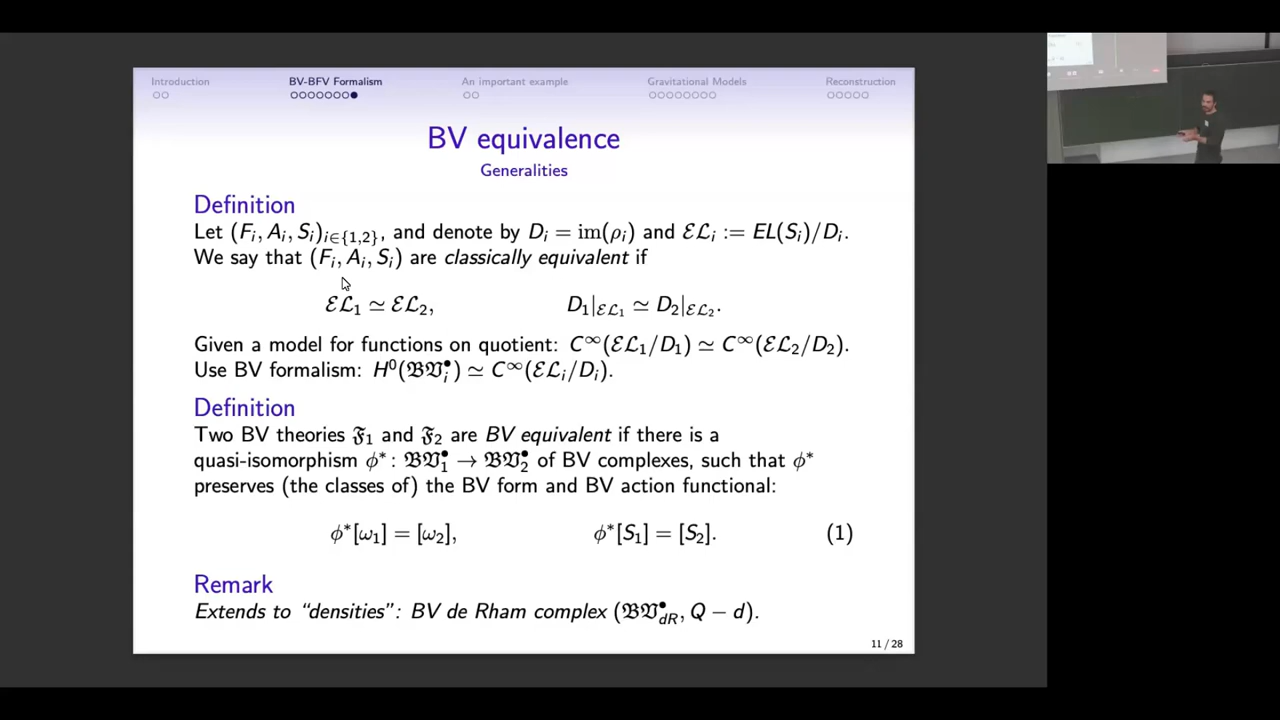 Introduction BV-BFV Formalism An important example Gravitational Models Reconstruction
BV equivalence
Generalities
Definition
Let (F_i, A_i, S_i)_{i∈{1,2}}, and denote by D_i = im(ρ_i) and ℰℒ_i := EL(S_i)/D_i.
We say that (F_i, A_i, S_i) are classically equivalent if
ℰℒ_1 ≃ ℰℒ_2, D_1|_{ℰℒ_1} ≃ D_2|_{ℰℒ_2}.
Given a model for functions on quotient: C^∞(ℰℒ_1/D_1) ≃ C^∞(ℰℒ_2/D_2).
Use BV formalism: H^0(𝔅𝔙_i^•) ≃ C^∞(ℰℒ_i/D_i).
Definition
Two BV theories 𝔉_1 and 𝔉_2 are BV equivalent if there is a
quasi-isomorphism ϕ*: 𝔅𝔙_1^• → 𝔅𝔙_2^• of BV complexes, such that ϕ*
preserves (the classes of) the BV form and BV action functional:
ϕ*[ω_1] = [ω_2], ϕ*[S_1] = [S_2]. (1)
Remark
Extends to “densities”: BV de Rham complex (𝔅𝔙_{dR}^•, Q − d).
11 / 28